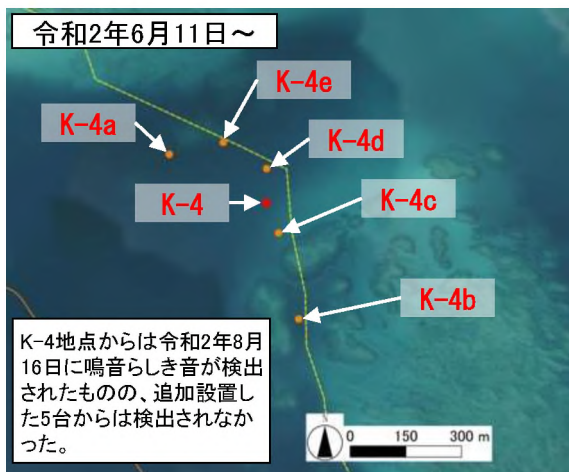 令和2年6月11日～
K-4e
K-4a
K-4d
K-4
K-4c
K-4b
K-4地点からは令和2年8月
16日に鳴音らしき音が検出
されたものの、追加設置し
た5台からは検出されなか
った。
0 150 300 m